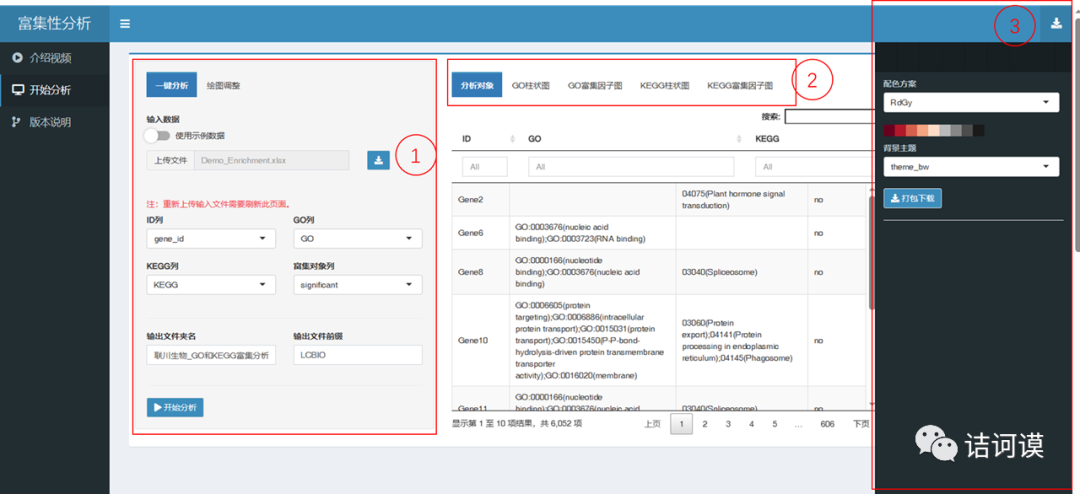 富集性分析
介绍视频
开始分析
版本说明
一键分析 绘图调整
输入数据
使用示例数据
上传文件 Demo_Enrichment.xlsx
注：重新上传输入文件需要刷新此页面。
ID列 GO列
gene_id GO
KEGG列 富集对象列
KEGG significant
输出文件夹名 输出文件前缀
联川生物_GO和KEGG富集分析 LCBIO
开始分析
①
分析对象 GO柱状图 GO富集因子图 KEGG柱状图 KEGG富集因子图
②
搜索:
ID GO KEGG
All All All
Gene2 04075(Plant hormone signal transduction) no
Gene6 GO:0003676(nucleic acid binding);GO:0003723(RNA binding) no
Gene8 GO:0000166(nucleotide binding);GO:0003676(nucleic acid binding) 03040(Spliceosome) no
Gene10 GO:0006605(protein targeting);GO:0006886(intracellular protein transport);GO:0015031(protein transport);GO:0015450(P-P-bond-hydrolysis-driven protein transmembrane transporter activity);GO:0016020(membrane) 03060(Protein export);04141(Protein processing in endoplasmic reticulum);04145(Phagosome) no
Gene11 GO:0000166(nucleotide binding);GO:0003676(nucleic acid 03040(Spliceosome) no
显示第 1 至 10 项结果，共 6,052 项 上页 1 2 3 4 5 … 606 下页
③
配色方案
RdGy
背景主题
theme_bw
打包下载
诘诃谟